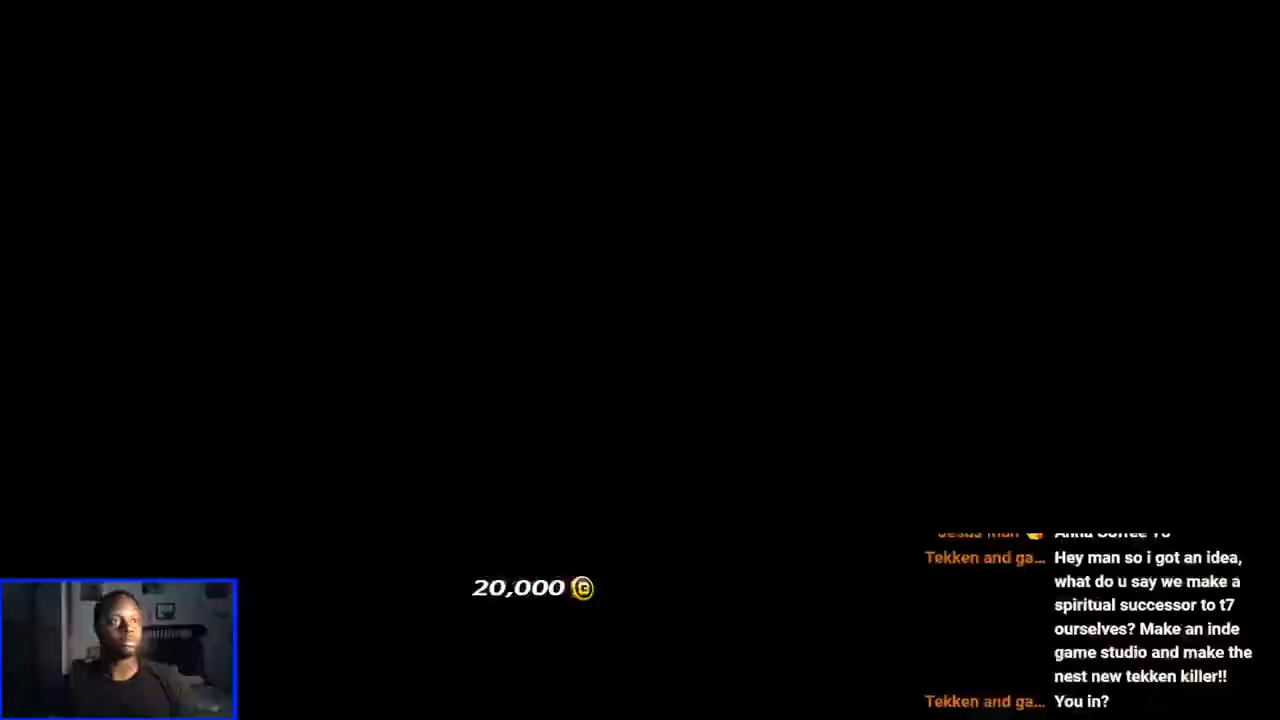 Anna Coffee
Tekken and ga... Hey man so i got an idea,
what do u say we make a
spiritual successor to t7
ourselves? Make an inde
game studio and make the
nest new tekken killer!!
Tekken and ga... You in?
20,000